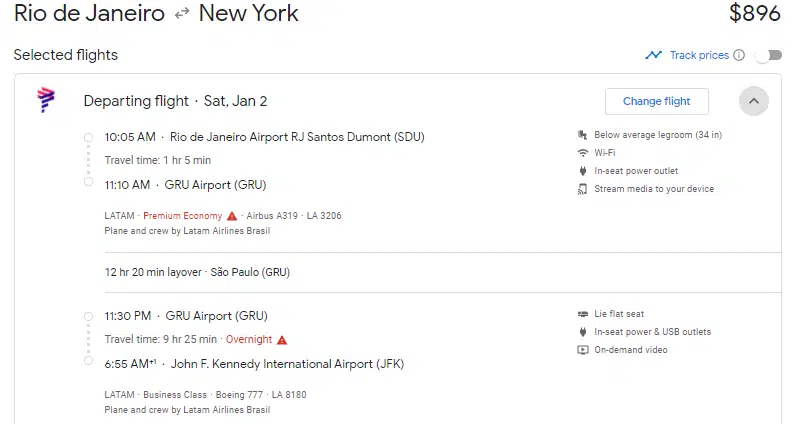 Rio de Janeiro New York $896
Selected flights Track prices
Departing flight · Sat, Jan 2 Change flight
10:05 AM · Rio de Janeiro Airport RJ Santos Dumont (SDU)
Travel time: 1 hr 5 min
11:10 AM · GRU Airport (GRU)
LATAM · Premium Economy · Airbus A319 · LA 3206
Plane and crew by Latam Airlines Brasil
Below average legroom (34 in)
Wi-Fi
In-seat power outlet
Stream media to your device
12 hr 20 min layover · São Paulo (GRU)
11:30 PM · GRU Airport (GRU)
Travel time: 9 hr 25 min · Overnight
6:55 AM+1 · John F. Kennedy International Airport (JFK)
LATAM · Business Class · Boeing 777 · LA 8180
Plane and crew by Latam Airlines Brasil
Lie flat seat
In-seat power & USB outlets
On-demand video